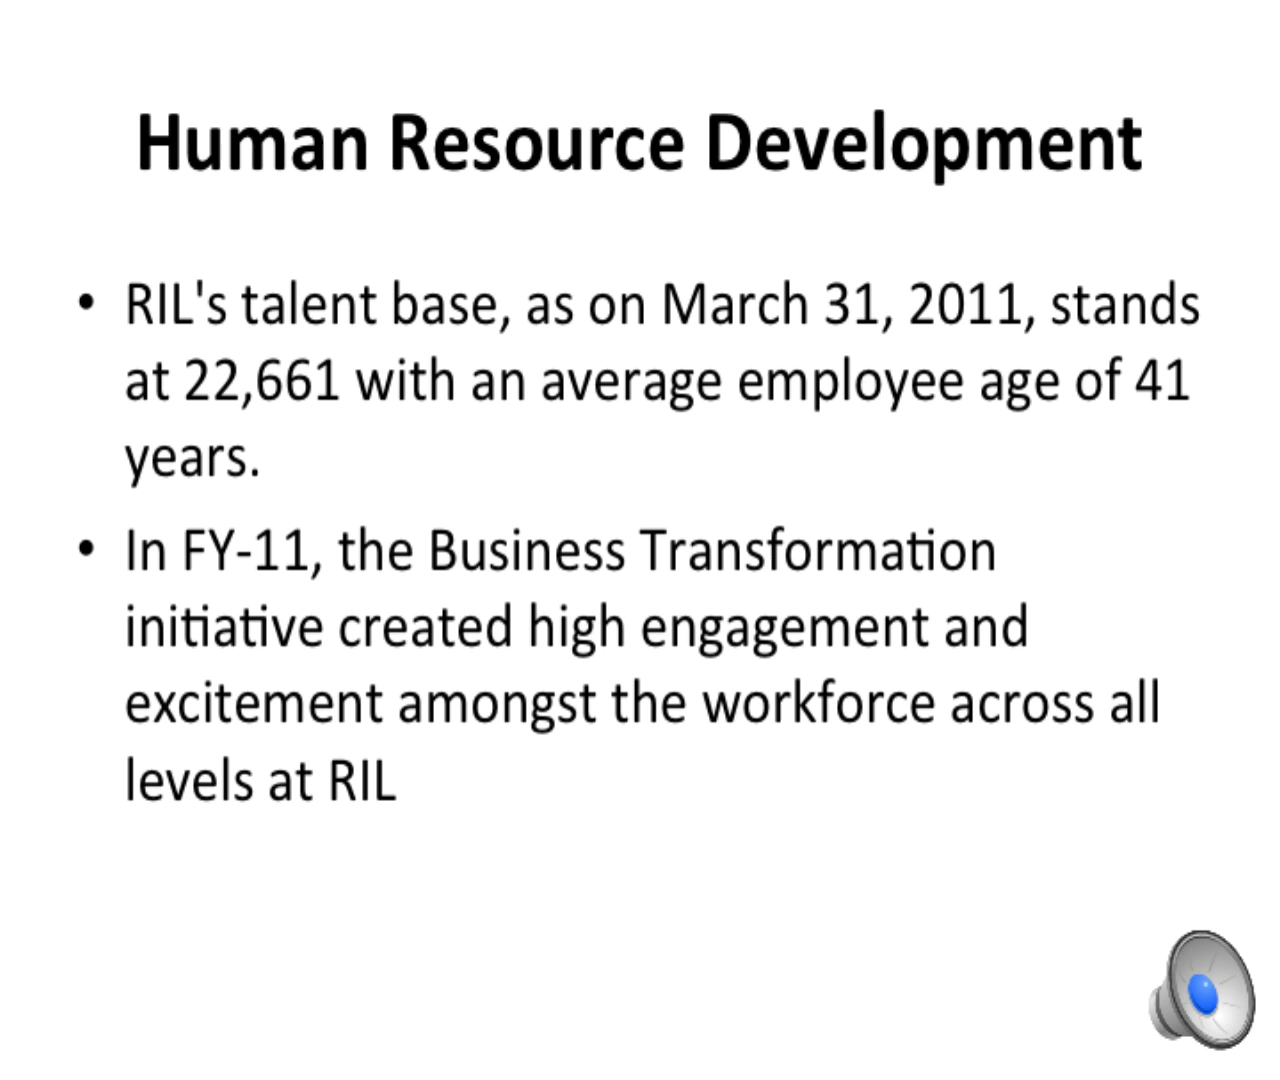 Human Resource Development
• RIL's talent base, as on March 31, 2011, stands
at 22,661 with an average employee age of 41
years.
• In FY-11, the Business Transformation
initiative created high engagement and
excitement amongst the workforce across all
levels at RIL